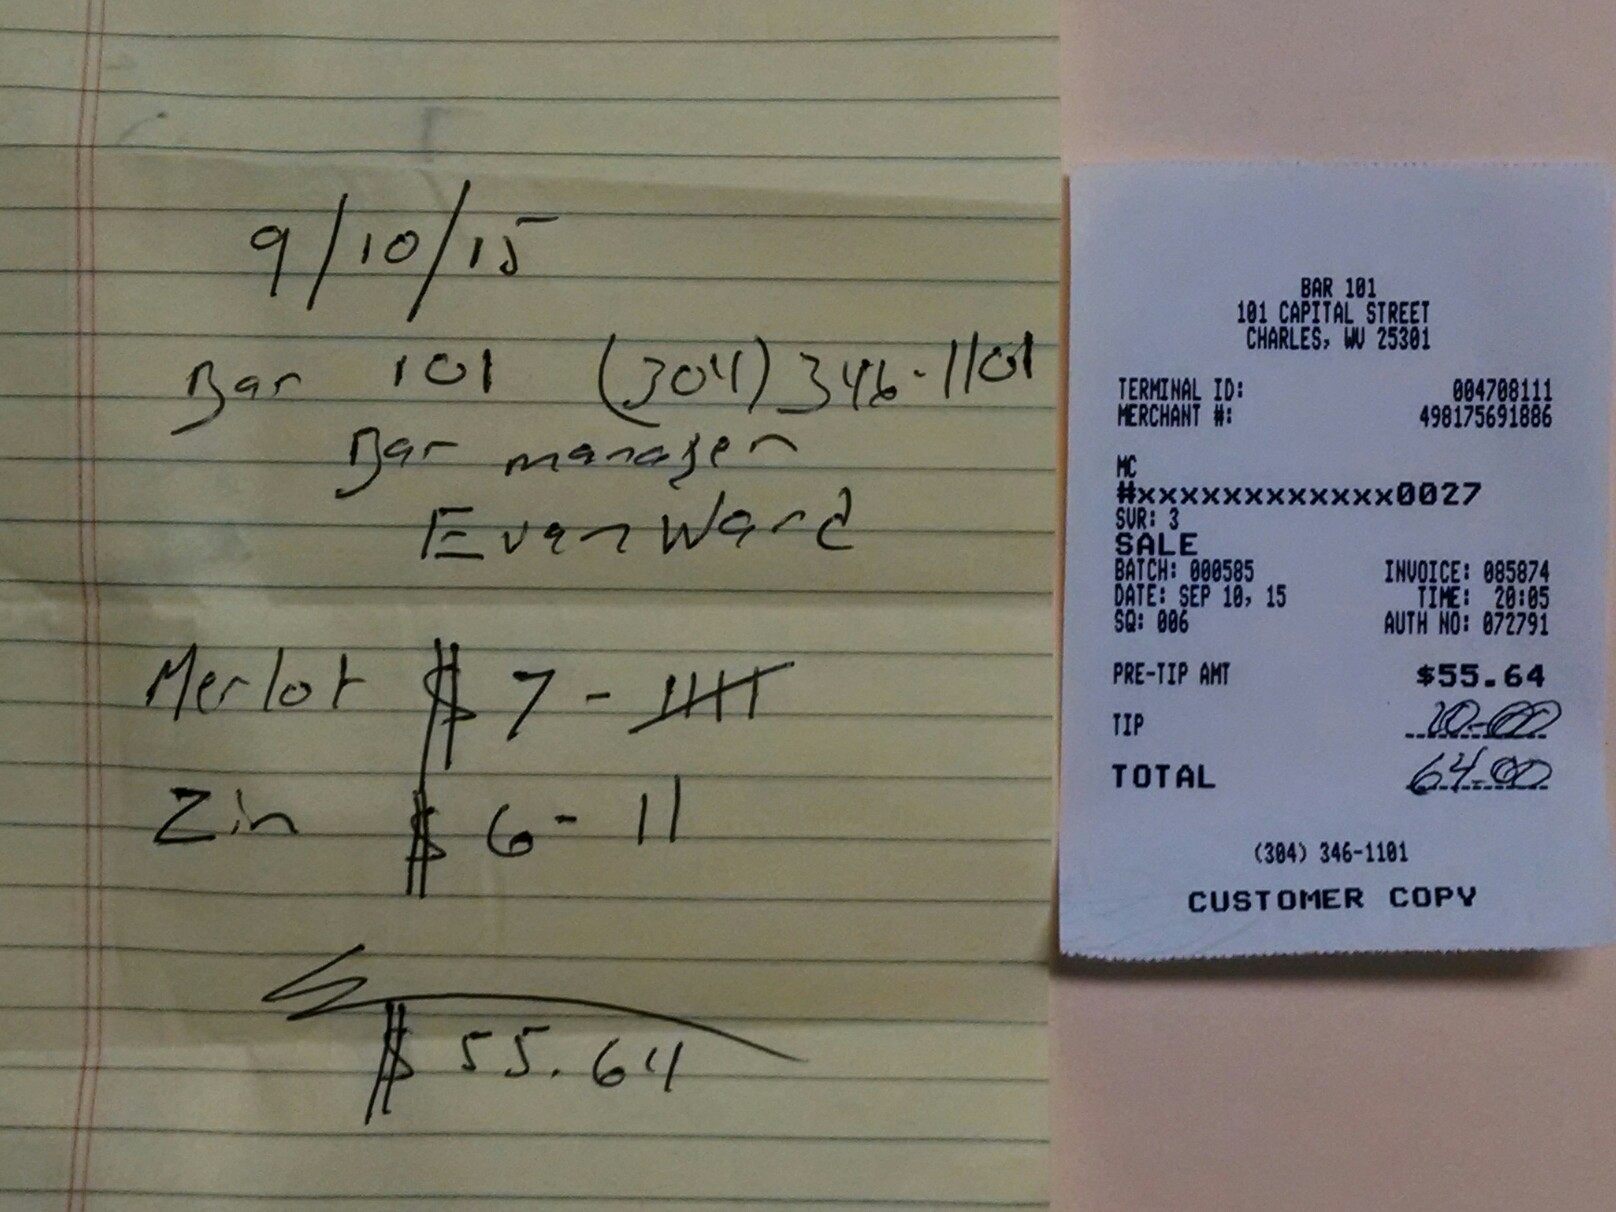 9/10/15
Bar 101 (304) 346-1101
Bar manager
Evan Ward
Merlot $ 7 - 𝍸
Zin $ 6 - 11
$ 55.64
BAR 101
101 CAPITAL STREET
CHARLES, WV 25301
TERMINAL ID: 004708111
MERCHANT #: 498175691886
MC
#xxxxxxxxxxxx0027
SVR: 3
SALE
BATCH: 000585 INVOICE: 085874
DATE: SEP 10, 15 TIME: 20:05
SQ: 006 AUTH NO: 072791
PRE-TIP AMT $55.64
TIP 10-00
TOTAL 64.00
(304) 346-1101
CUSTOMER COPY